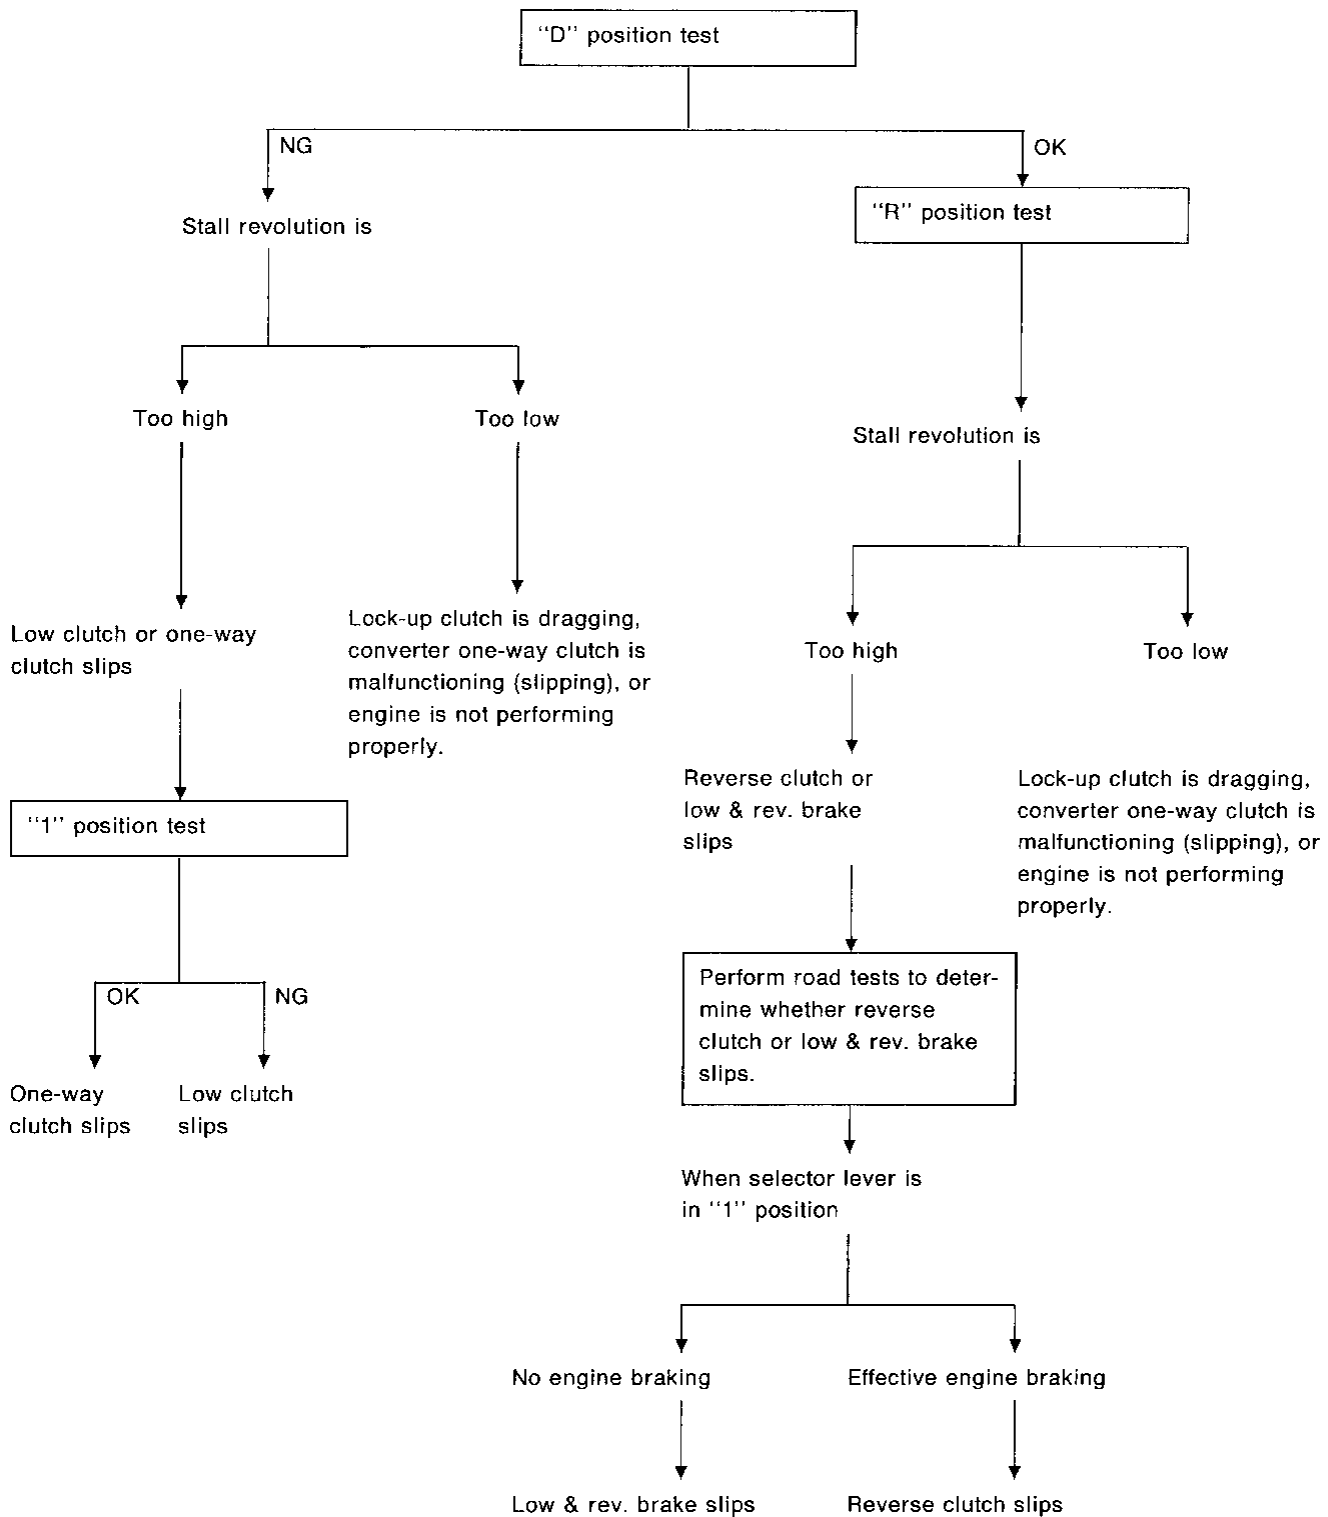 “D” position test
NG
OK
Stall revolution is
“R” position test
Too high
Too low
Stall revolution is
Low clutch or one-way
clutch slips
Lock-up clutch is dragging,
converter one-way clutch is
malfunctioning (slipping), or
engine is not performing
properly.
Too high
Too low
“1” position test
Reverse clutch or
low & rev. brake
slips
Lock-up clutch is dragging,
converter one-way clutch is
malfunctioning (slipping), or
engine is not performing
properly.
OK
NG
One-way
clutch slips
Low clutch
slips
Perform road tests to deter-
mine whether reverse
clutch or low & rev. brake
slips.
When selector lever is
in “1” position
No engine braking
Effective engine braking
Low & rev. brake slips
Reverse clutch slips